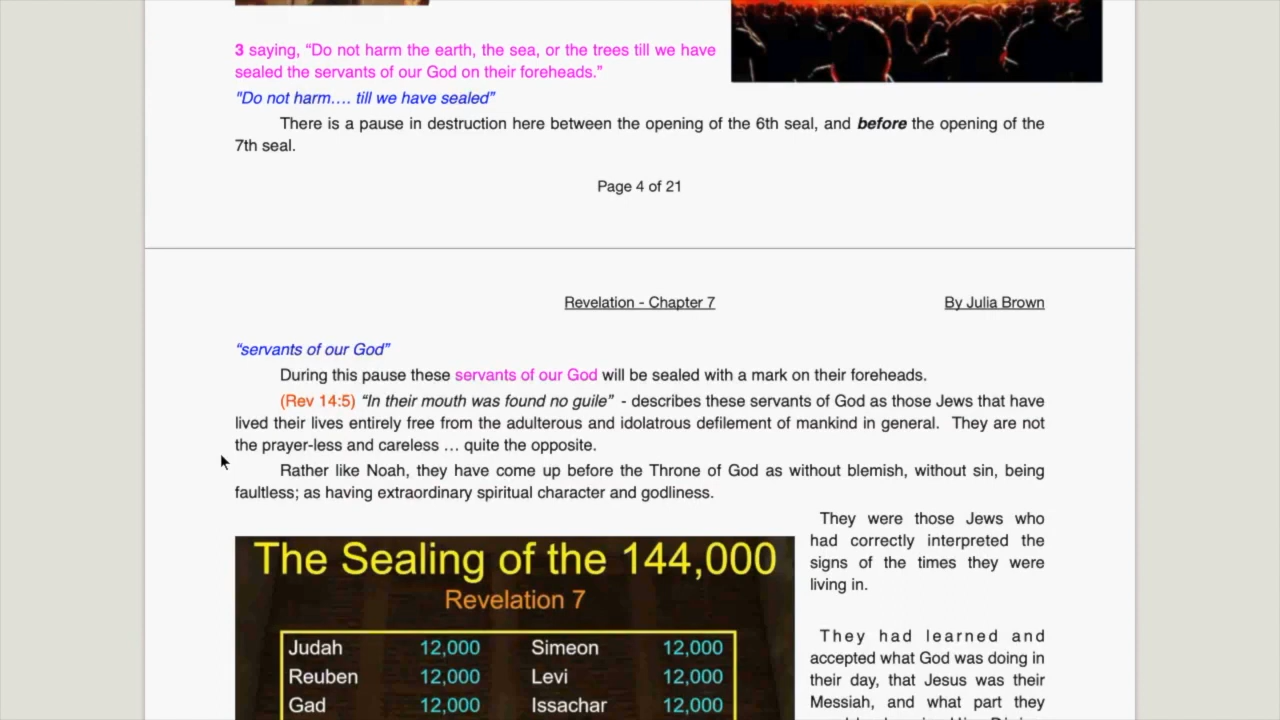 3 saying, “Do not harm the earth, the sea, or the trees till we have
sealed the servants of our God on their foreheads.”
"Do not harm…. till we have sealed”
There is a pause in destruction here between the opening of the 6th seal, and before the opening of the
7th seal.
Page 4 of 21
Revelation - Chapter 7
By Julia Brown
“servants of our God”
During this pause these servants of our God will be sealed with a mark on their foreheads.
(Rev 14:5) “In their mouth was found no guile” - describes these servants of God as those Jews that have
lived their lives entirely free from the adulterous and idolatrous defilement of mankind in general. They are not
the prayer-less and careless … quite the opposite.
Rather like Noah, they have come up before the Throne of God as without blemish, without sin, being
faultless; as having extraordinary spiritual character and godliness.
They were those Jews who
had correctly interpreted the
signs of the times they were
living in.
They had learned and
accepted what God was doing in
their day, that Jesus was their
Messiah, and what part they
The Sealing of the 144,000
Revelation 7
Judah 12,000 Simeon 12,000
Reuben 12,000 Levi 12,000
Gad 12,000 Issachar 12,000